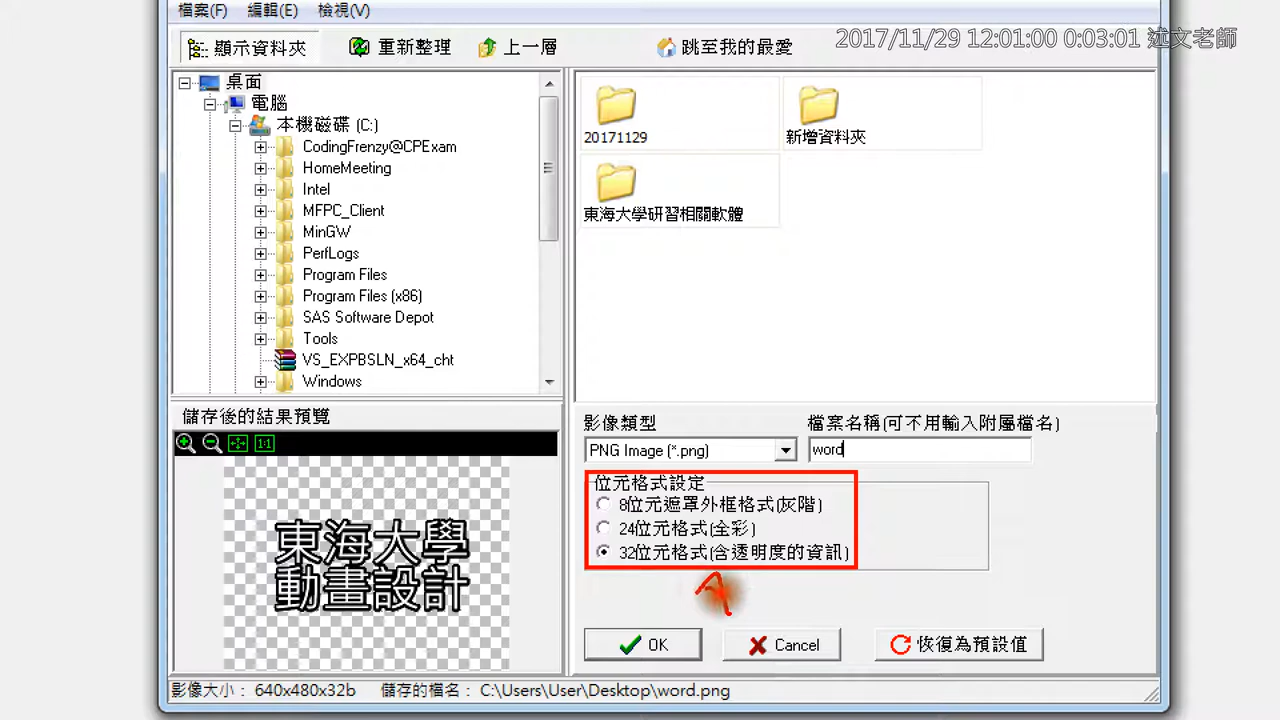 檔案(F) 編輯(E) 檢視(V)
顯示資料夾 重新整理 上一層 跳至我的最愛
2017/11/29 12:01:00 0:03:01 述文老師
桌面
電腦
本機磁碟 (C:)
CodingFrenzy@CPExam
HomeMeeting
Intel
MFPC_Client
MinGW
PerfLogs
Program Files
Program Files (x86)
SAS Software Depot
Tools
VS_EXPBSLN_x64_cht
Windows
20171129
新增資料夾
東海大學研習相關軟體
儲存後的結果預覽
1:1
東海大學
動畫設計
影像類型
PNG Image (*.png)
檔案名稱(可不用輸入附屬檔名)
word
位元格式設定
8位元遮罩外框格式(灰階)
24位元格式(全彩)
32位元格式(含透明度的資訊)
OK Cancel 恢復為預設值
影像大小： 640x480x32b 儲存的檔名： C:\Users\User\Desktop\word.png